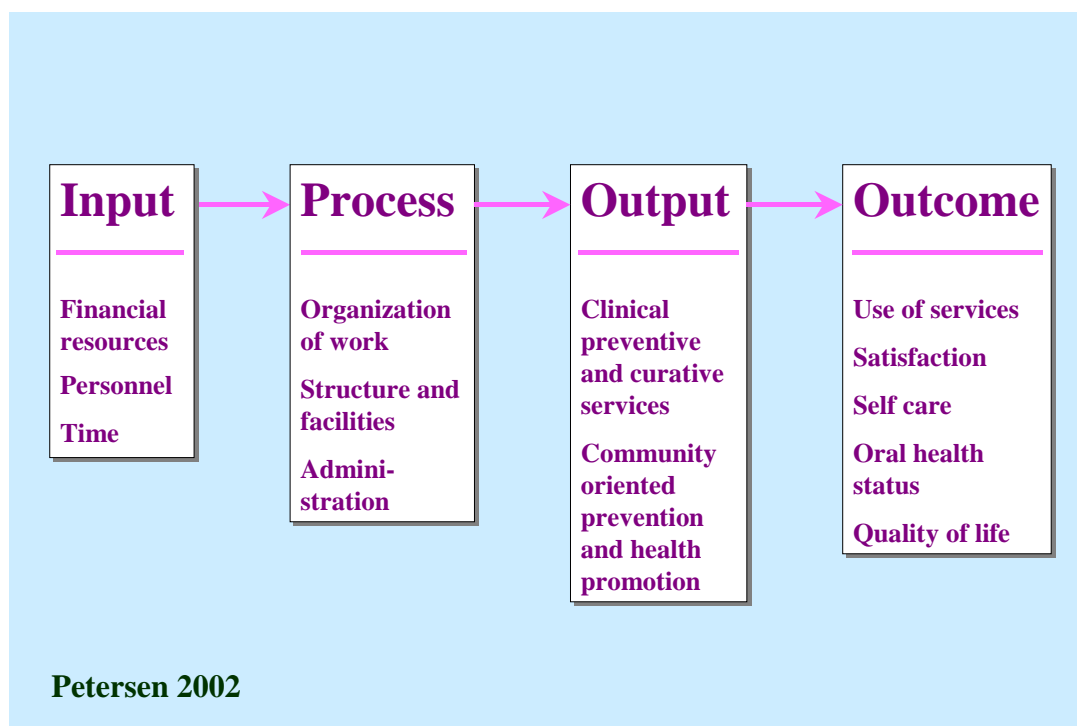 Input
Financial
resources
Personnel
Time
Process
Organization
of work
Structure and
facilities
Admini-
stration
Output
Clinical
preventive
and curative
services
Community
oriented
prevention
and health
promotion
Outcome
Use of services
Satisfaction
Self care
Oral health
status
Quality of life
Petersen 2002